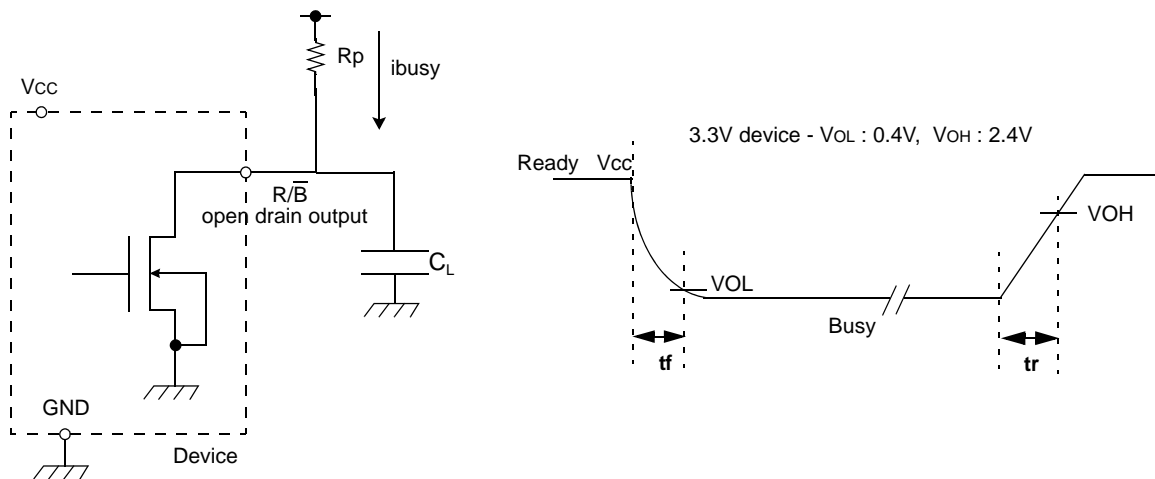 Rp
ibusy
Vcc
R/B̅
open drain output
CL
GND
Device
3.3V device - VOL : 0.4V, VOH : 2.4V
Ready Vcc
VOH
VOL
Busy
tf
tr